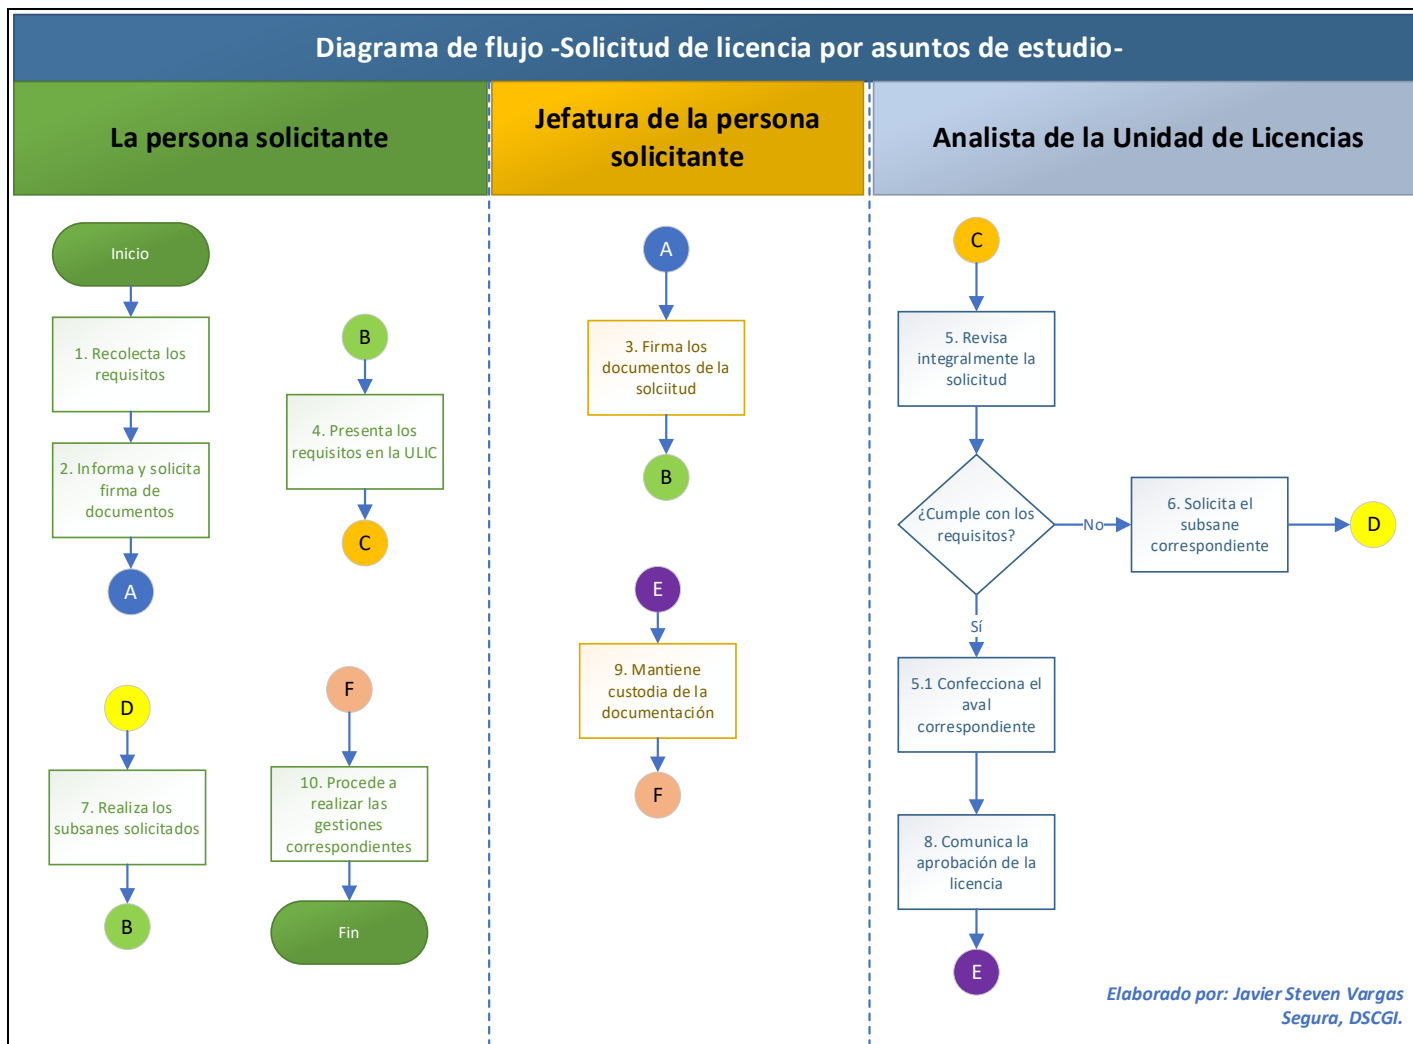 Diagrama de flujo -Solicitud de licencia por asuntos de estudio-
La persona solicitante
Jefatura de la persona
solicitante
Analista de la Unidad de Licencias
Inicio
1. Recolecta los
requisitos
2. Informa y solicita
firma de
documentos
A
B
4. Presenta los
requisitos en la ULIC
C
D
7. Realiza los
subsanes solicitados
B
F
10. Procede a
realizar las
gestiones
correspondientes
Fin
A
3. Firma los
documentos de la
solciitud
B
E
9. Mantiene
custodia de la
documentación
F
C
5. Revisa
integralmente la
solicitud
¿Cumple con los
requisitos?
No
6. Solicita el
subsane
correspondiente
D
Sí
5.1 Confecciona el
aval
correspondiente
8. Comunica la
aprobación de la
licencia
E
Elaborado por: Javier Steven Vargas
Segura, DSCGI.